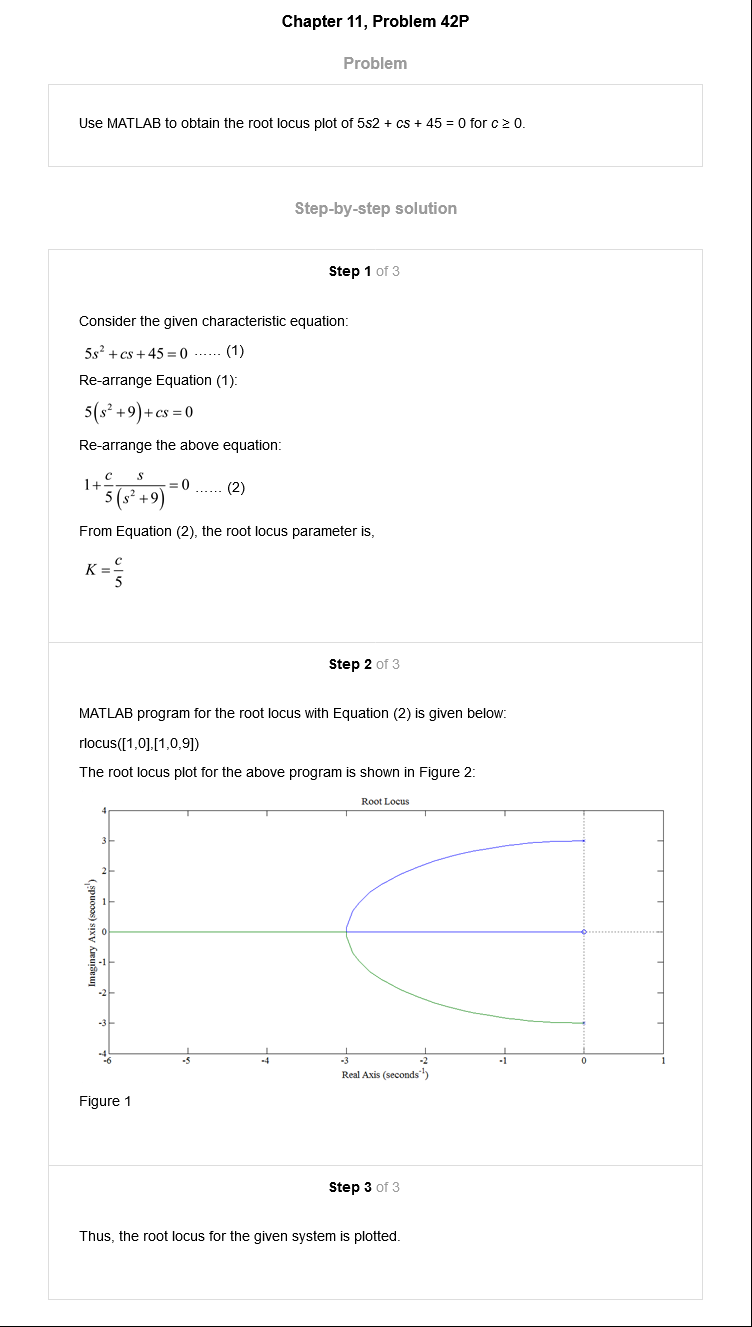 Chapter 11, Problem 42P
Problem
Use MATLAB to obtain the root locus plot of 5s2 + cs + 45 = 0 for c ≥ 0.
Step-by-step solution
Step 1 of 3
Consider the given characteristic equation:
5s² + cs + 45 = 0 ...... (1)
Re-arrange Equation (1):
5(s² + 9) + cs = 0
Re-arrange the above equation:
1 + c/5 s/(s² + 9) = 0 ...... (2)
From Equation (2), the root locus parameter is,
K = c/5
Step 2 of 3
MATLAB program for the root locus with Equation (2) is given below:
rlocus([1,0],[1,0,9])
The root locus plot for the above program is shown in Figure 2:
Root Locus
4
3
2
1
0
-1
-2
-3
-4
Imaginary Axis (seconds⁻¹)
-6 -5 -4 -3 -2 -1 0 1
Real Axis (seconds⁻¹)
Figure 1
Step 3 of 3
Thus, the root locus for the given system is plotted.